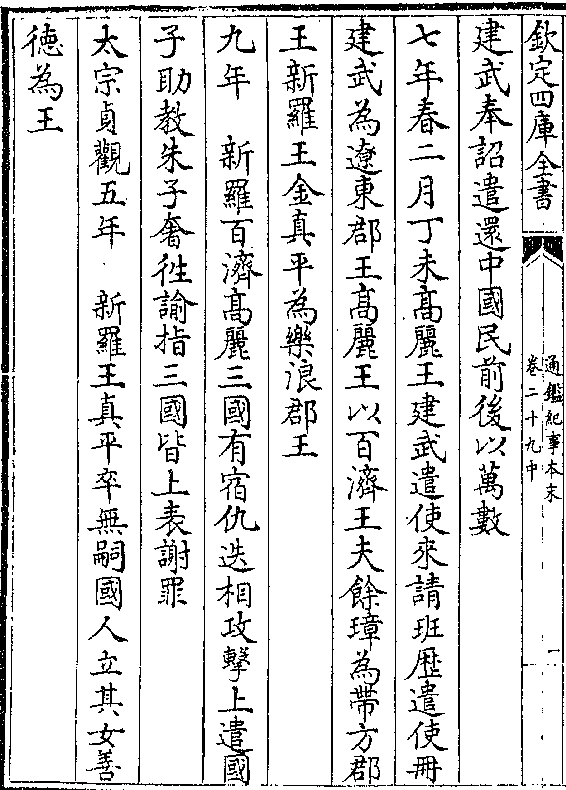 欽定四庫全書
通鑑紀事本末
卷二十九中
一
建武奉詔遣還中國民前後以萬數
七年春二月丁未高麗王建武遣使來請班歴遣使冊
建武為遼東郡王高麗王以百濟王夫餘璋為帶方郡
王新羅王金真平為樂浪郡王
九年　新羅百濟高麗三國有宿仇迭相攻擊上遣國
子助教朱子奢徃諭指三國皆上表謝罪
太宗貞觀五年　新羅王真平卒無嗣國人立其女善
徳為王